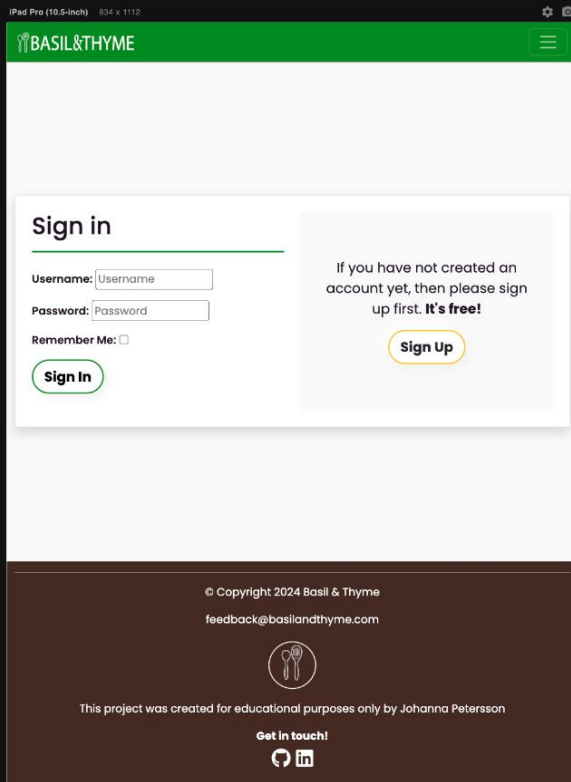 iPad Pro (10.5-inch) 834 x 1112
BASIL&THYME
Sign in
Username: Username
Password: Password
Remember Me:
Sign In
If you have not created an
account yet, then please sign
up first. It's free!
Sign Up
© Copyright 2024 Basil & Thyme
feedback@basilandthyme.com
This project was created for educational purposes only by Johanna Petersson
Get in touch!
in